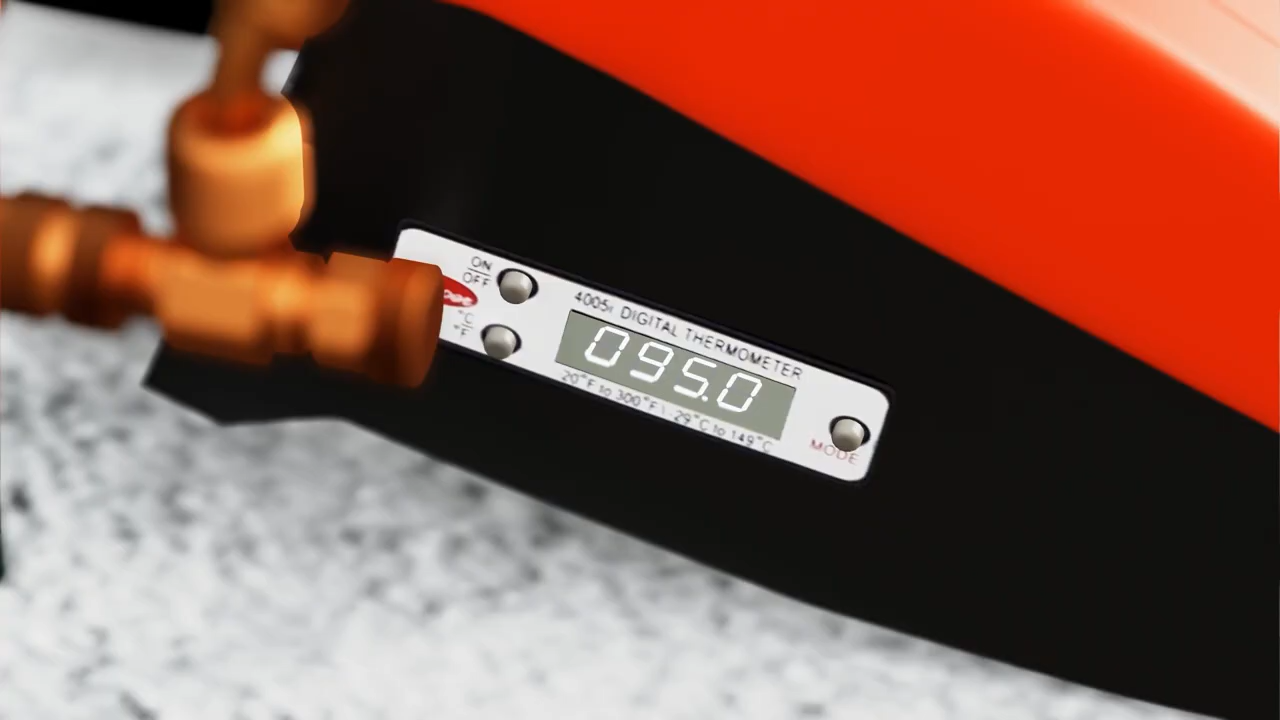 ON
OFF
°C
°F
4005i DIGITAL THERMOMETER
095.0
20°F to 300°F | -29°C to 149°C
MODE